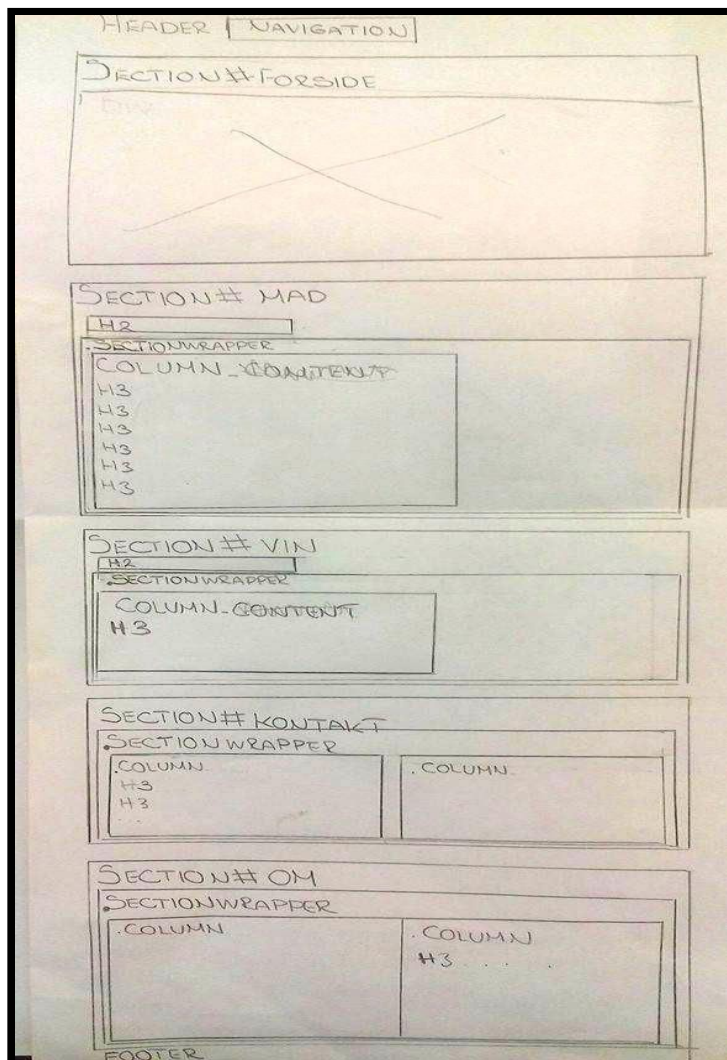 HEADER NAVIGATION
SECTION#FORSIDE
SECTION# MAD
H2
.SECTIONWRAPPER
COLUMN_CONTENT
H3
H3
H3
H3
H3
H3
SECTION# VIN
H2
.SECTIONWRAPPER
COLUMN_CONTENT
H3
SECTION# KONTAKT
.SECTIONWRAPPER
.COLUMN
H3
H3
...
.COLUMN
SECTION# OM
.SECTIONWRAPPER
.COLUMN
.COLUMN
H3 . . . .
FOOTER